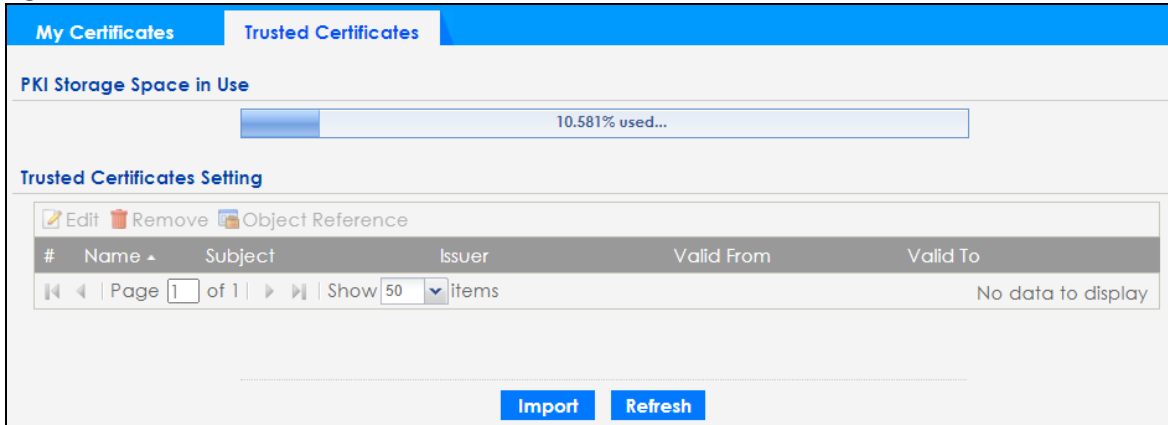 My Certificates Trusted Certificates
PKI Storage Space in Use
10.581% used...
Trusted Certificates Setting
Edit Remove Object Reference
# Name Subject Issuer Valid From Valid To
Page 1 of 1 Show 50 items No data to display
Import Refresh